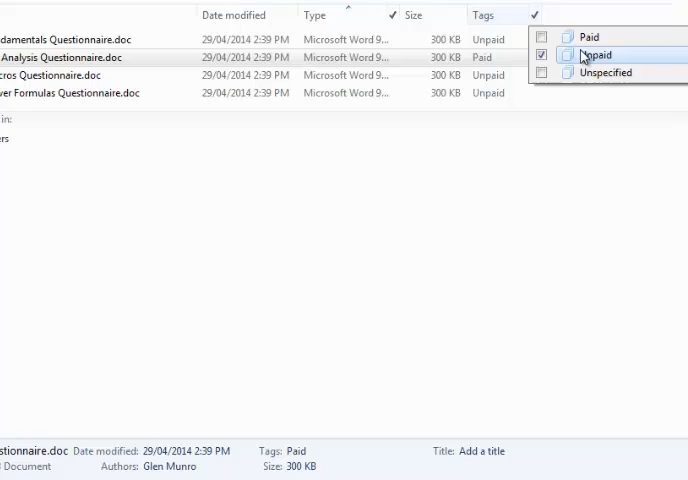 Date modified Type Size Tags
damentals Questionnaire.doc 29/04/2014 2:39 PM Microsoft Word 9... 300 KB Unpaid
Analysis Questionnaire.doc 29/04/2014 2:39 PM Microsoft Word 9... 300 KB Paid
cros Questionnaire.doc 29/04/2014 2:39 PM Microsoft Word 9... 300 KB Unpaid
ver Formulas Questionnaire.doc 29/04/2014 2:39 PM Microsoft Word 9... 300 KB Unpaid
Paid
Unpaid
Unspecified
in:
ers
stionnaire.doc Date modified: 29/04/2014 2:39 PM Tags: Paid Title: Add a title
Document Authors: Glen Munro Size: 300 KB